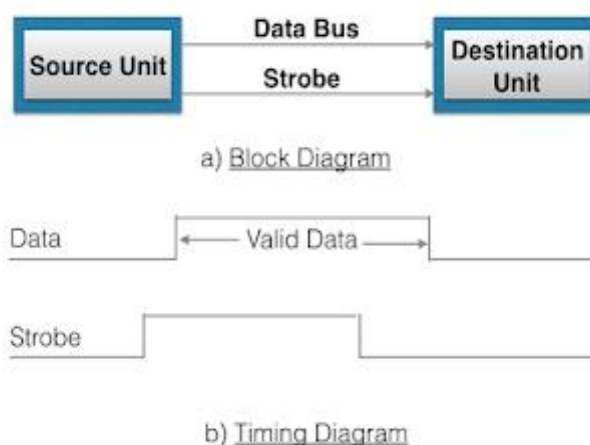 Data Bus
Source Unit
Strobe
Destination
Unit
a) Block Diagram
Data
Valid Data
Strobe
b) Timing Diagram